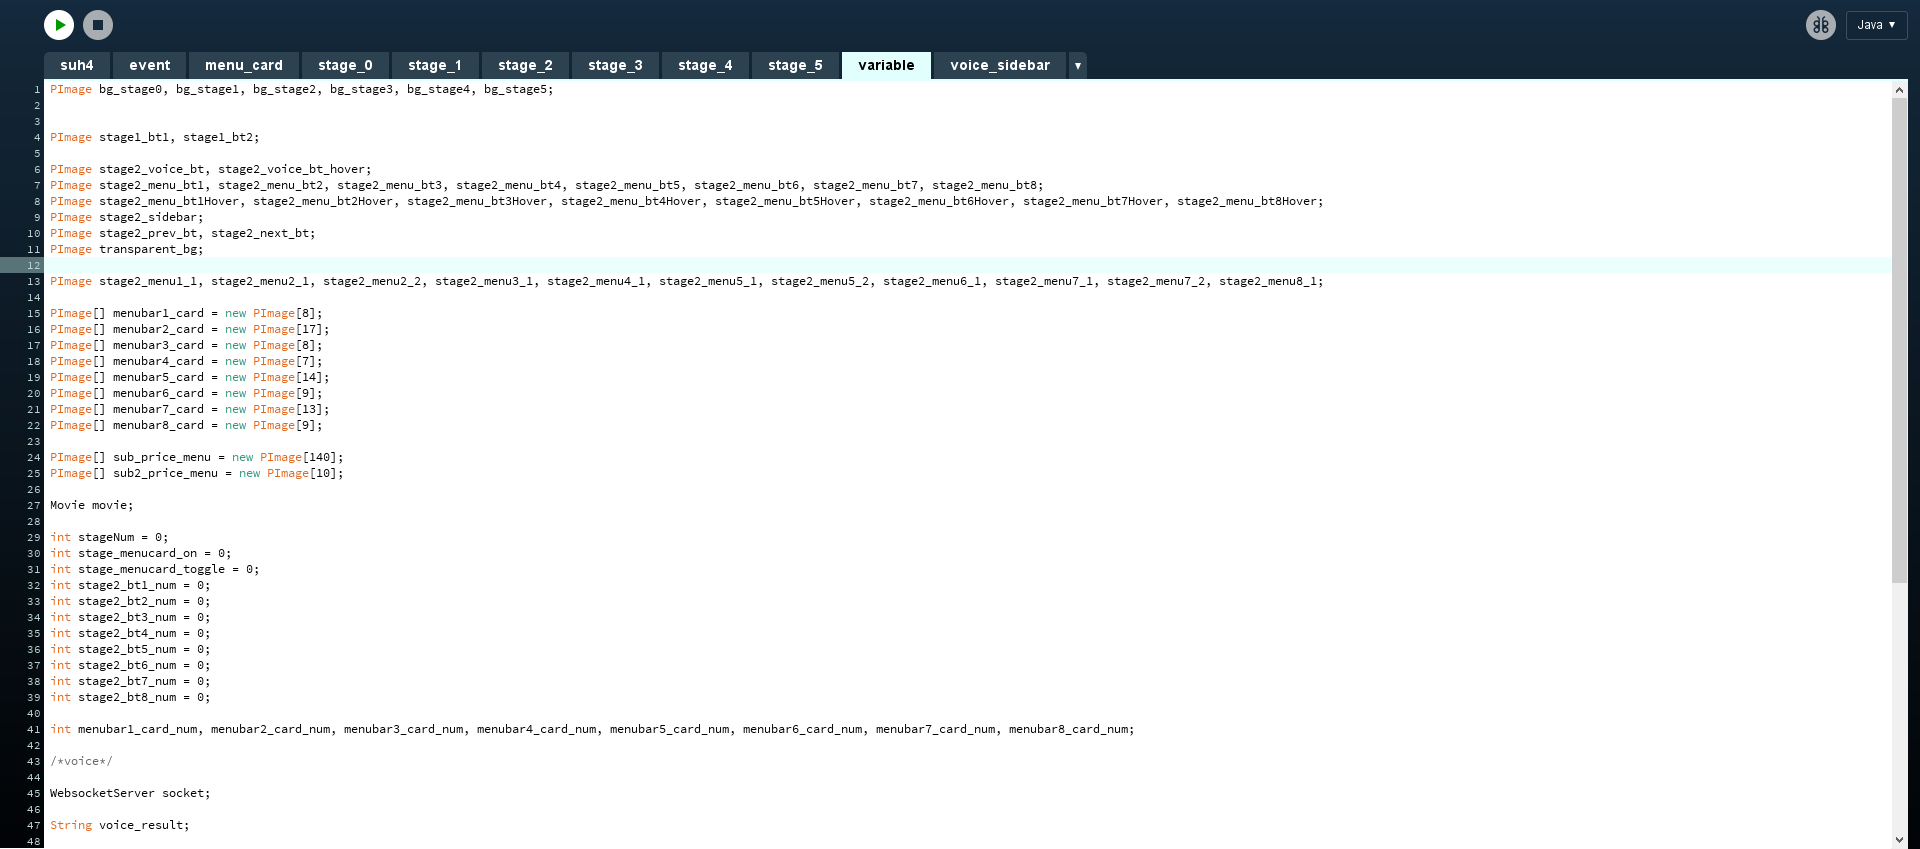 Java ▼
suh4 event menu_card stage_0 stage_1 stage_2 stage_3 stage_4 stage_5 variable voice_sidebar ▼
1 PImage bg_stage0, bg_stage1, bg_stage2, bg_stage3, bg_stage4, bg_stage5;
2
3
4 PImage stage1_bt1, stage1_bt2;
5
6 PImage stage2_voice_bt, stage2_voice_bt_hover;
7 PImage stage2_menu_bt1, stage2_menu_bt2, stage2_menu_bt3, stage2_menu_bt4, stage2_menu_bt5, stage2_menu_bt6, stage2_menu_bt7, stage2_menu_bt8;
8 PImage stage2_menu_bt1Hover, stage2_menu_bt2Hover, stage2_menu_bt3Hover, stage2_menu_bt4Hover, stage2_menu_bt5Hover, stage2_menu_bt6Hover, stage2_menu_bt7Hover, stage2_menu_bt8Hover;
9 PImage stage2_sidebar;
10 PImage stage2_prev_bt, stage2_next_bt;
11 PImage transparent_bg;
12
13 PImage stage2_menu1_1, stage2_menu2_1, stage2_menu2_2, stage2_menu3_1, stage2_menu4_1, stage2_menu5_1, stage2_menu5_2, stage2_menu6_1, stage2_menu7_1, stage2_menu7_2, stage2_menu8_1;
14
15 PImage[] menubar1_card = new PImage[8];
16 PImage[] menubar2_card = new PImage[17];
17 PImage[] menubar3_card = new PImage[8];
18 PImage[] menubar4_card = new PImage[7];
19 PImage[] menubar5_card = new PImage[14];
20 PImage[] menubar6_card = new PImage[9];
21 PImage[] menubar7_card = new PImage[13];
22 PImage[] menubar8_card = new PImage[9];
23
24 PImage[] sub_price_menu = new PImage[140];
25 PImage[] sub2_price_menu = new PImage[10];
26
27 Movie movie;
28
29 int stageNum = 0;
30 int stage_menucard_on = 0;
31 int stage_menucard_toggle = 0;
32 int stage2_bt1_num = 0;
33 int stage2_bt2_num = 0;
34 int stage2_bt3_num = 0;
35 int stage2_bt4_num = 0;
36 int stage2_bt5_num = 0;
37 int stage2_bt6_num = 0;
38 int stage2_bt7_num = 0;
39 int stage2_bt8_num = 0;
40
41 int menubar1_card_num, menubar2_card_num, menubar3_card_num, menubar4_card_num, menubar5_card_num, menubar6_card_num, menubar7_card_num, menubar8_card_num;
42
43 /*voice*/
44
45 WebsocketServer socket;
46
47 String voice_result;
48